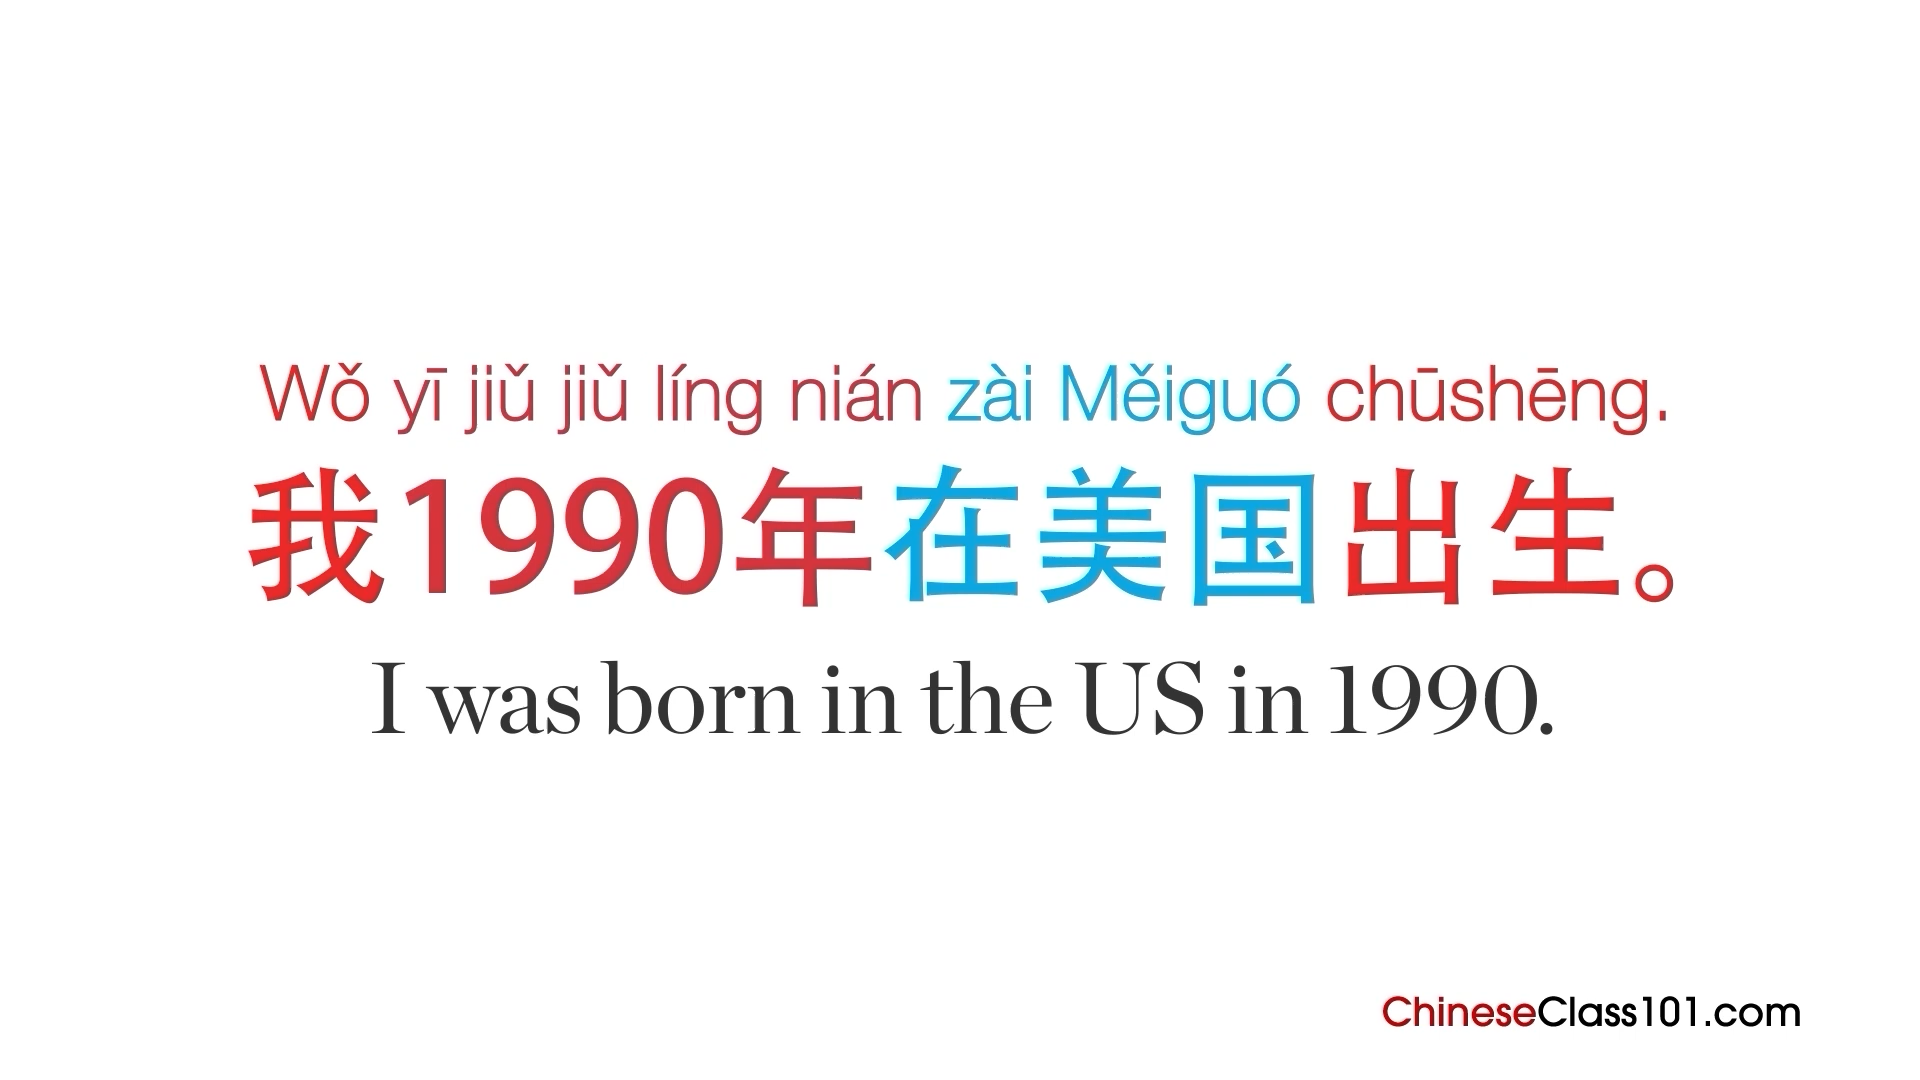 Wǒ yī jiǔ jiǔ líng nián zài Měiguó chūshēng.
我1990年在美国出生。
I was born in the US in 1990.
ChineseClass101.com